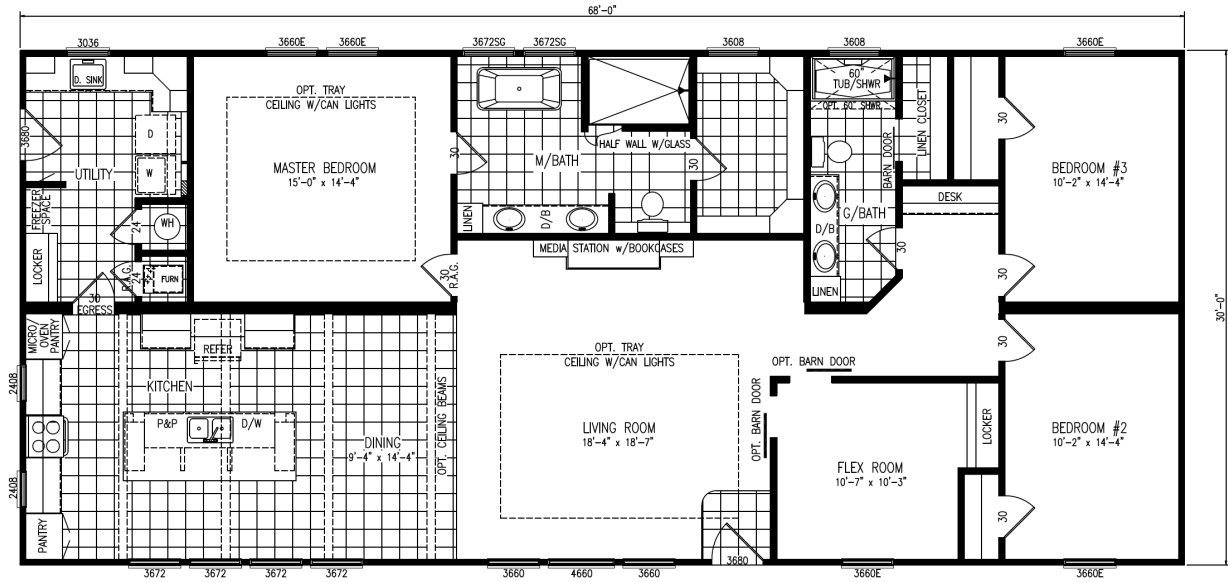 68'-0"
3036
3660E
3660E
3672SG
3672SG
3608
3608
3660E
D. SINK
OPT. TRAY
CEILING W/CAN LIGHTS
60"
TUB/SHWR
OPT. 60" SHWR
LINEN CLOSET
3680
D
W
UTILITY
MASTER BEDROOM
15'-0" x 14'-4"
30
M/BATH
HALF WALL W/GLASS
30
BARN DOOR
30
BEDROOM #3
10'-2" x 14'-4"
FREEZER
SPACE
LOCKER
24
WH
R.A.G.
24
FURN
30
EGRESS
LINEN
D/B
MEDIA STATION w/BOOKCASES
30
R.A.G.
G/BATH
D/B
LINEN
30
DESK
30
30'-0"
MICRO/
OVEN
PANTRY
REFER
2408
KITCHEN
P&P
D/W
2408
PANTRY
DINING
9'-4" x 14'-4"
OPT. CEILING BEAMS
OPT. TRAY
CEILING W/CAN LIGHTS
LIVING ROOM
18'-4" x 18'-7"
OPT. BARN DOOR
OPT. BARN DOOR
FLEX ROOM
10'-7" x 10'-3"
LOCKER
30
BEDROOM #2
10'-2" x 14'-4"
30
3672
3672
3672
3672
3660
4660
3660
3680
3660E
3660E